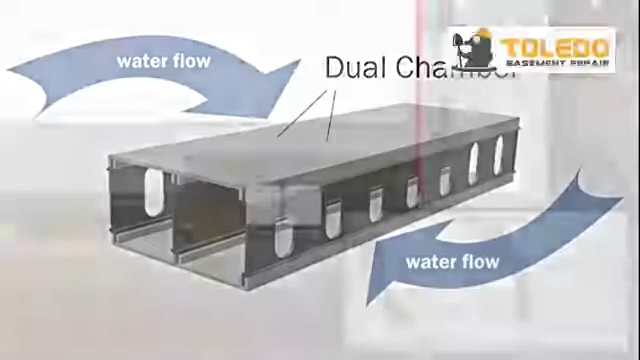 water flow
Dual Chamber
TOLEDO
BASEMENT REPAIR
water flow